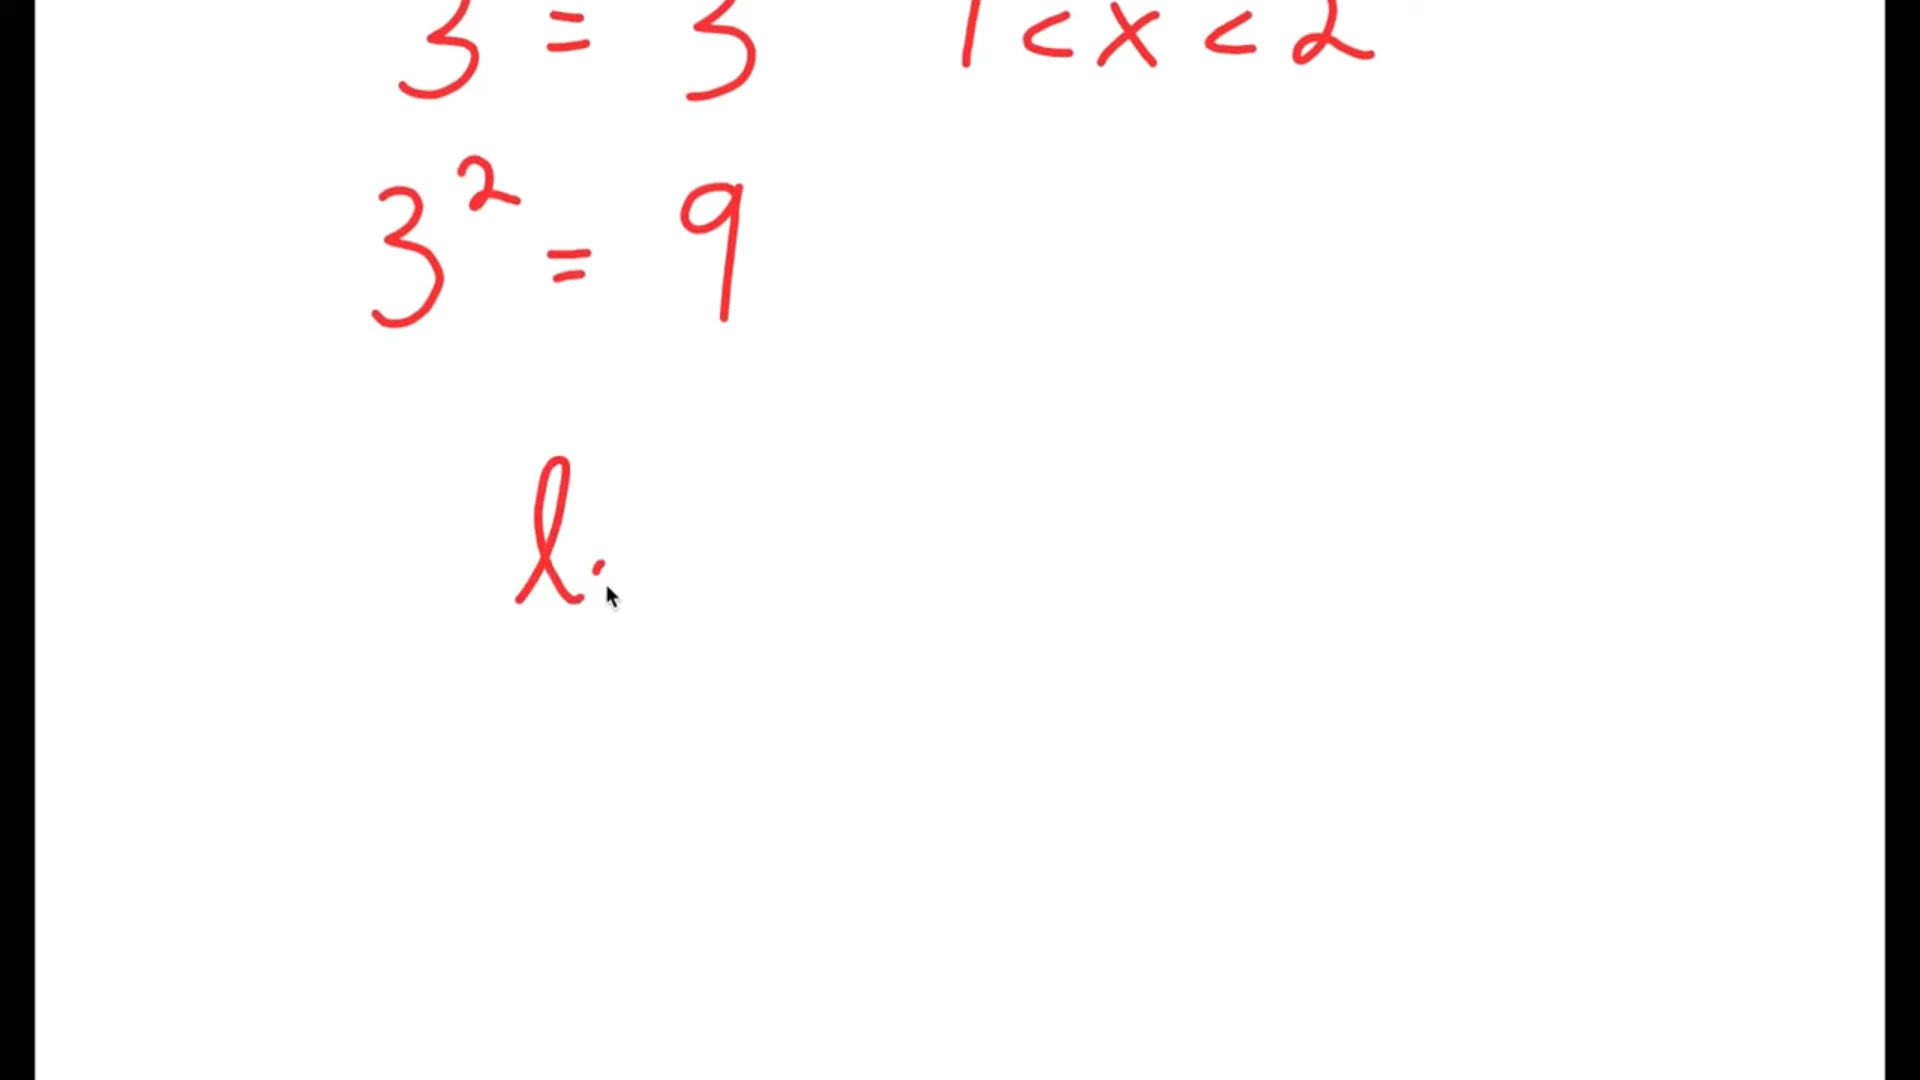 3 = 3 1 < x < 2
3² = 9
l